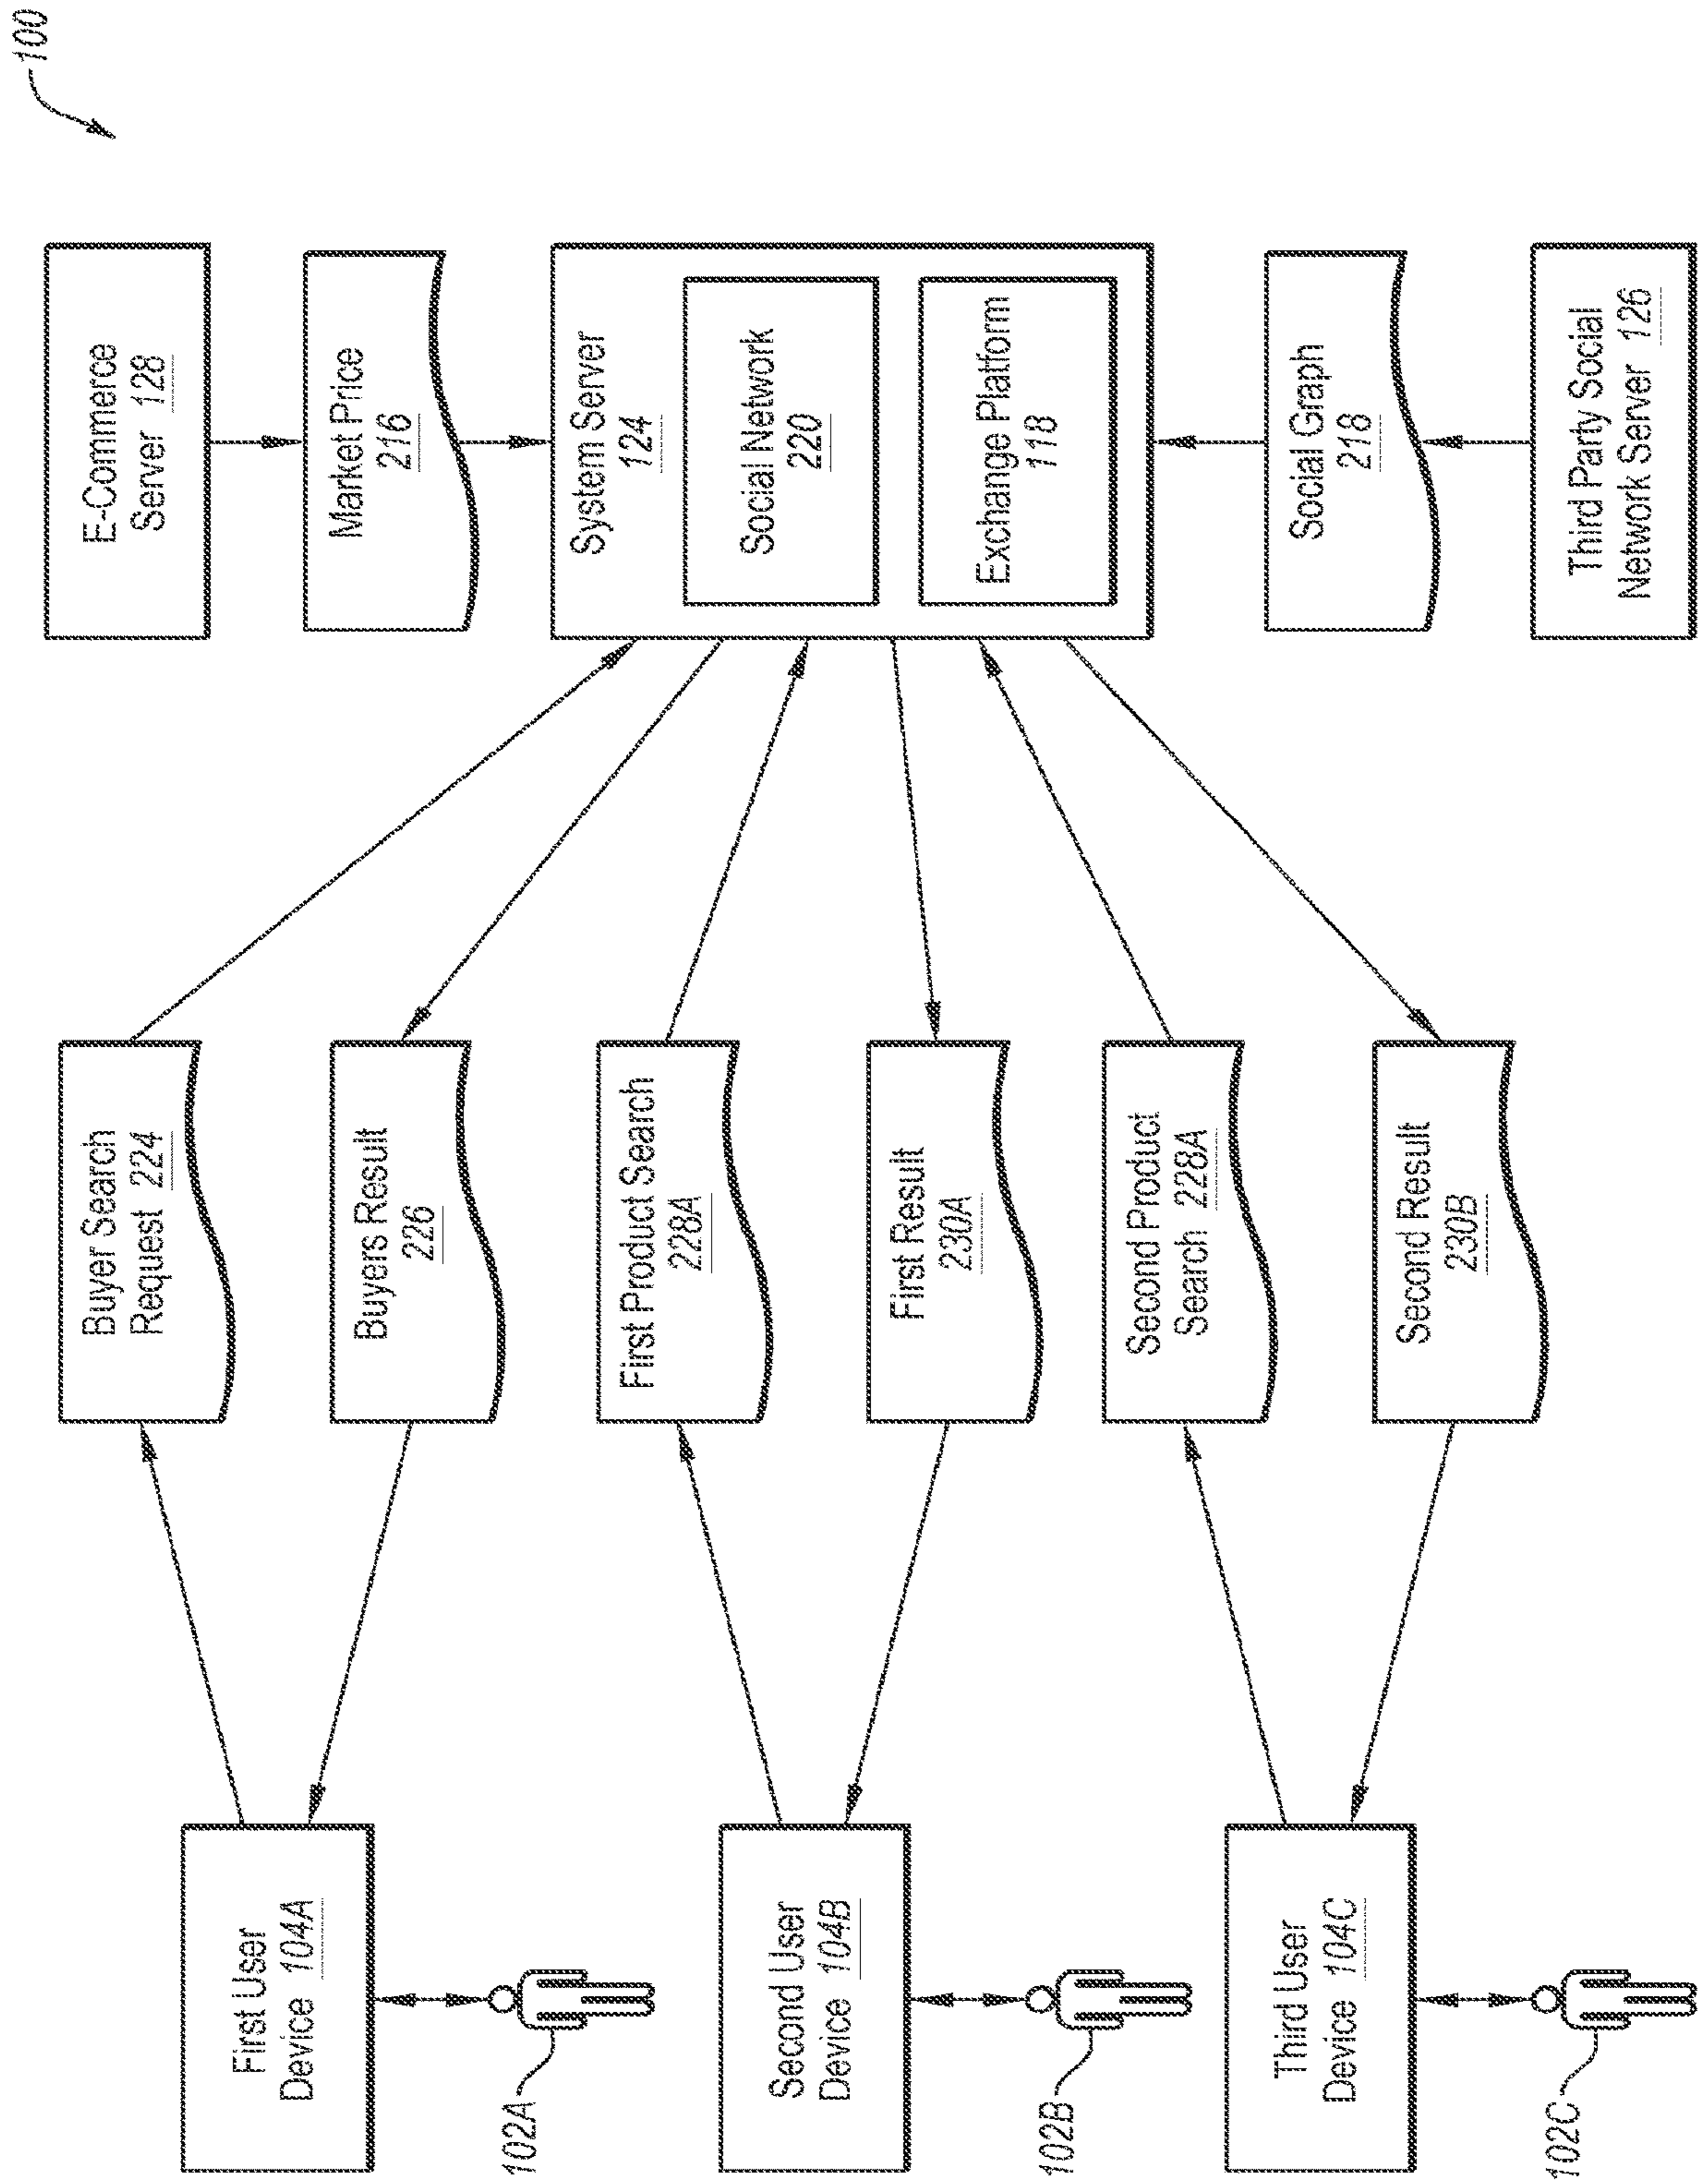 100
E-Commerce
Server 128
Market Price
216
System Server
124
Social Network
220
Exchange Platform
118
Social Graph
218
Third Party Social
Network Server 126
Buyer Search
Request 224
Buyers Result
226
First Product Search
228A
First Result
230A
Second Product
Search 228A
Second Result
230B
First User
Device 104A
102A
Second User
Device 104B
102B
Third User
Device 104C
102C